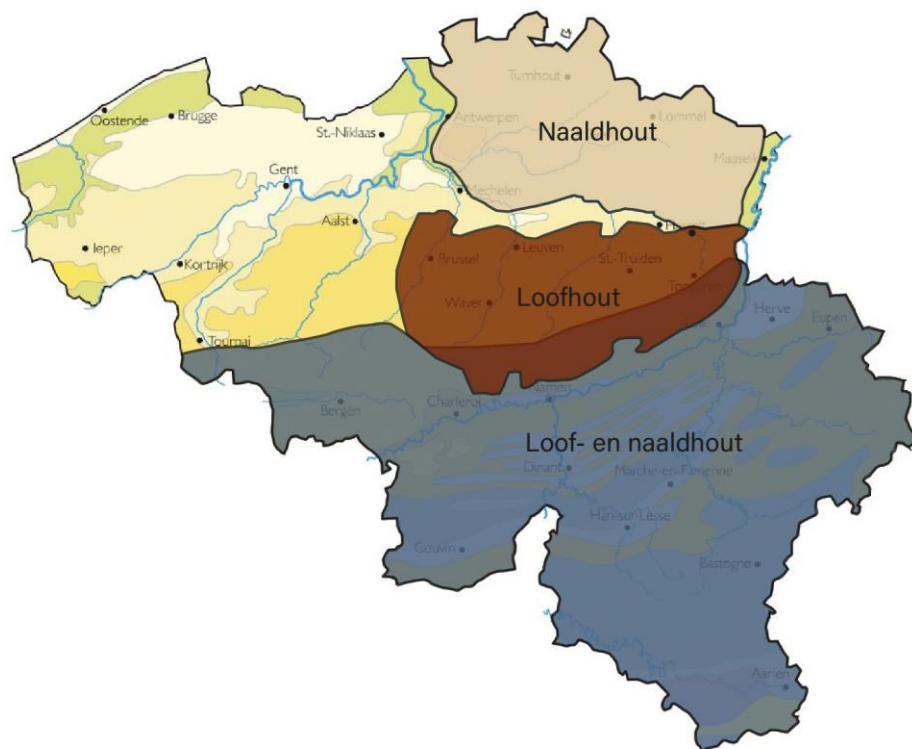 Turnhout
Oostende
Brugge
Antwerpen
Lommel
St.-Niklaas
Naaldhout
Maaseik
Gent
Mechelen
Aalst
Ieper
Leuven
Kortrijk
Brussel
St.-Truiden
Tongeren
Waver
Loofhout
Herve
Eupen
Tournai
Namen
Bergen
Charleroi
Loof- en naaldhout
Dinant
Marche-en-Famenne
Han-sur-Lesse
Couvin
Bastogne
Aarlen